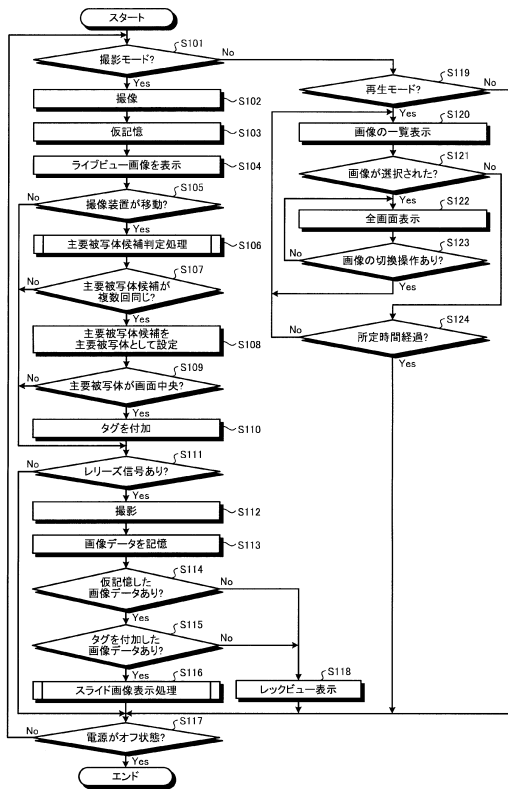 スタート
S101
撮影モード?
No
Yes
撮像
S102
仮記憶
S103
ライブビュー画像を表示
S104
S105
No
撮像装置が移動?
Yes
主要被写体候補判定処理
S106
S107
主要被写体候補が
複数回同じ?
No
Yes
主要被写体候補を
主要被写体として設定
S108
S109
No
主要被写体が画面中央?
Yes
タグを付加
S110
S111
No
レリーズ信号あり?
Yes
撮影
S112
画像データを記憶
S113
S114
仮記憶した
画像データあり?
No
Yes
S115
タグを付加した
画像データあり?
No
Yes
S116
スライド画像表示処理
S118
レックビュー表示
S117
No
電源がオフ状態?
Yes
エンド
S119
再生モード?
No
Yes
S120
画像の一覧表示
S121
画像が選択された?
No
Yes
S122
全画面表示
S123
No
画像の切換操作あり?
Yes
S124
No
所定時間経過?
Yes